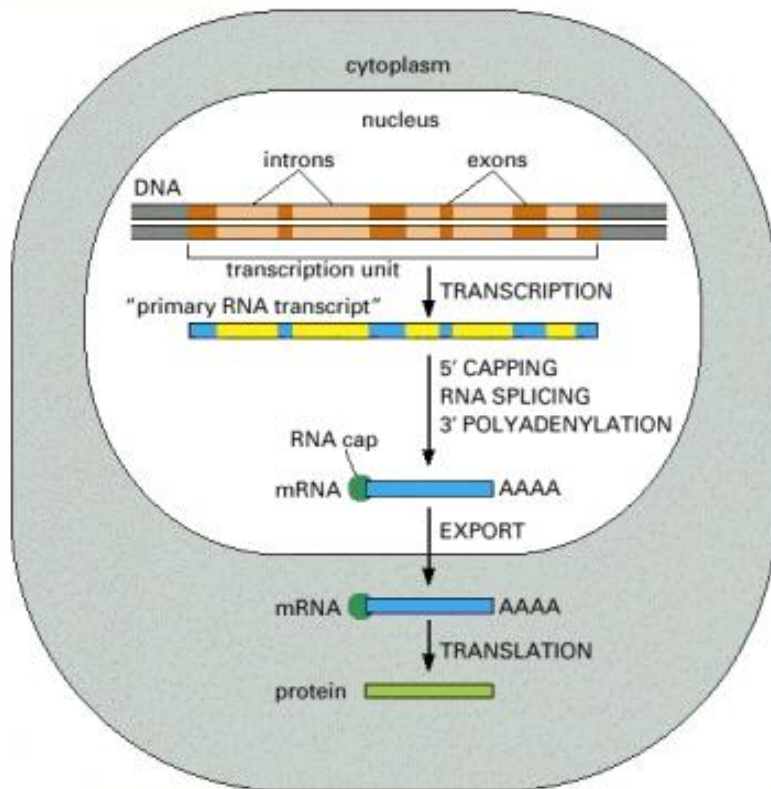 cytoplasm
nucleus
introns exons
DNA
transcription unit
TRANSCRIPTION
“primary RNA transcript”
5′ CAPPING
RNA SPLICING
3′ POLYADENYLATION
RNA cap
mRNA AAAA
EXPORT
mRNA AAAA
TRANSLATION
protein